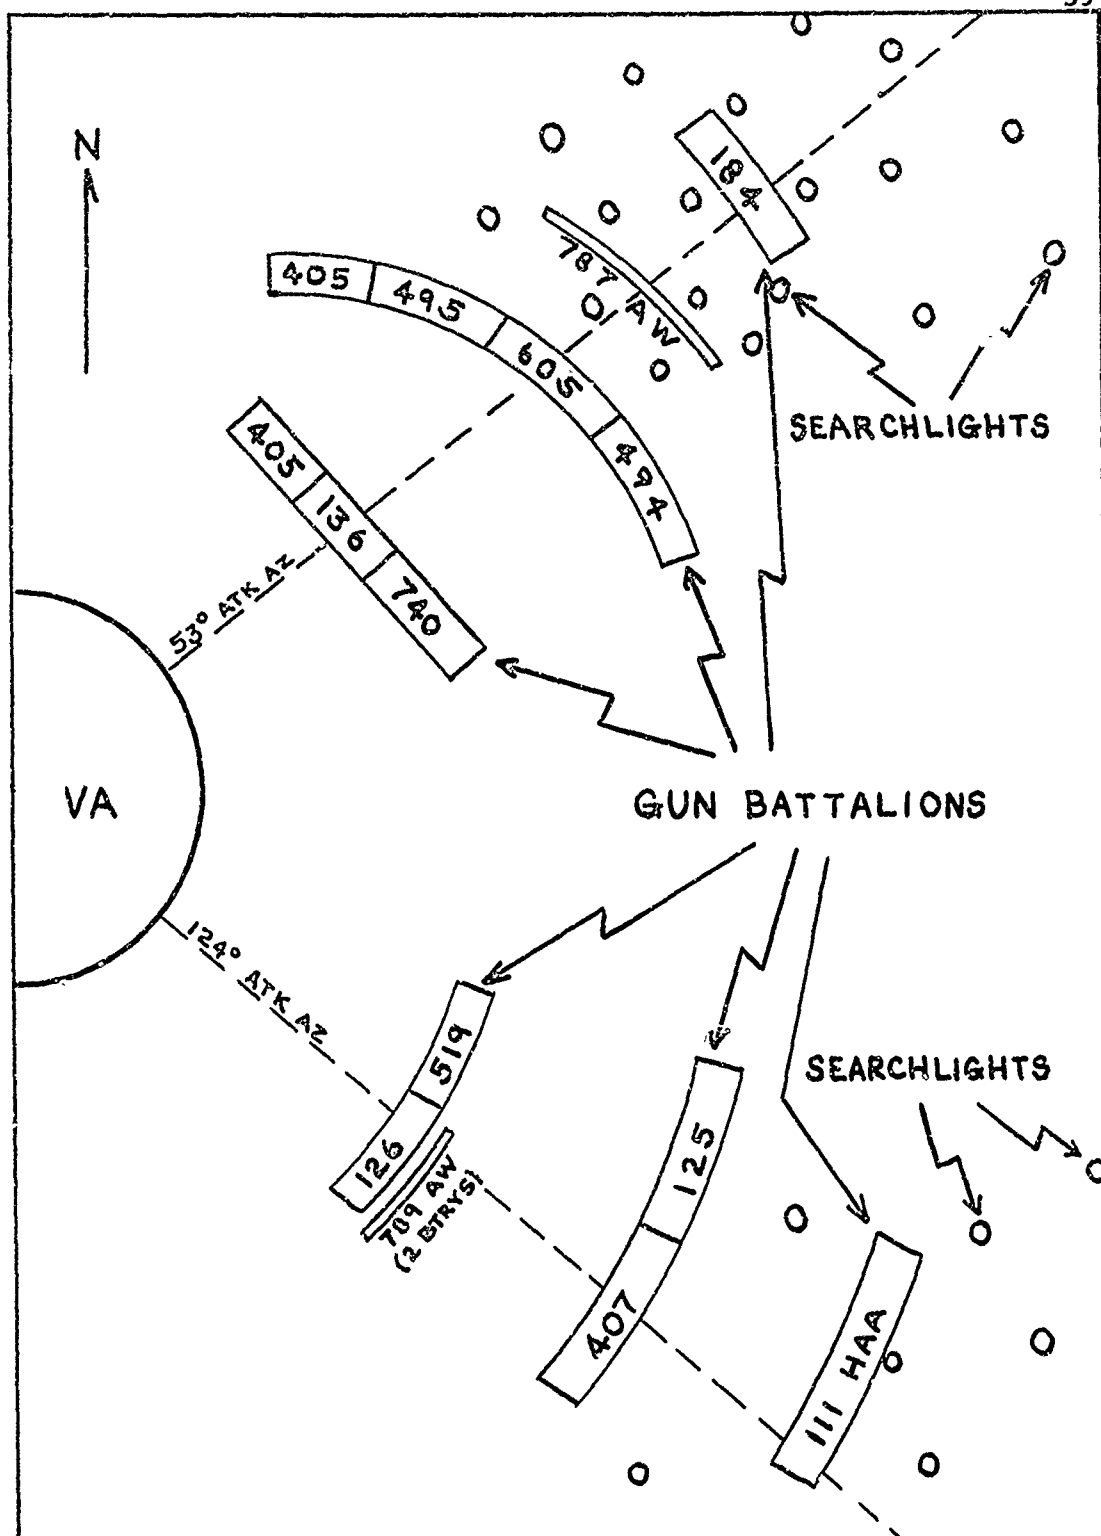 N
184
787 AW
405
495
605
494
SEARCHLIGHTS
405
136
740
53° ATK AZ
VA
GUN BATTALIONS
124° ATK AZ
519
126
789 AW
(2 BTRYS)
125
407
SEARCHLIGHTS
111 HAA